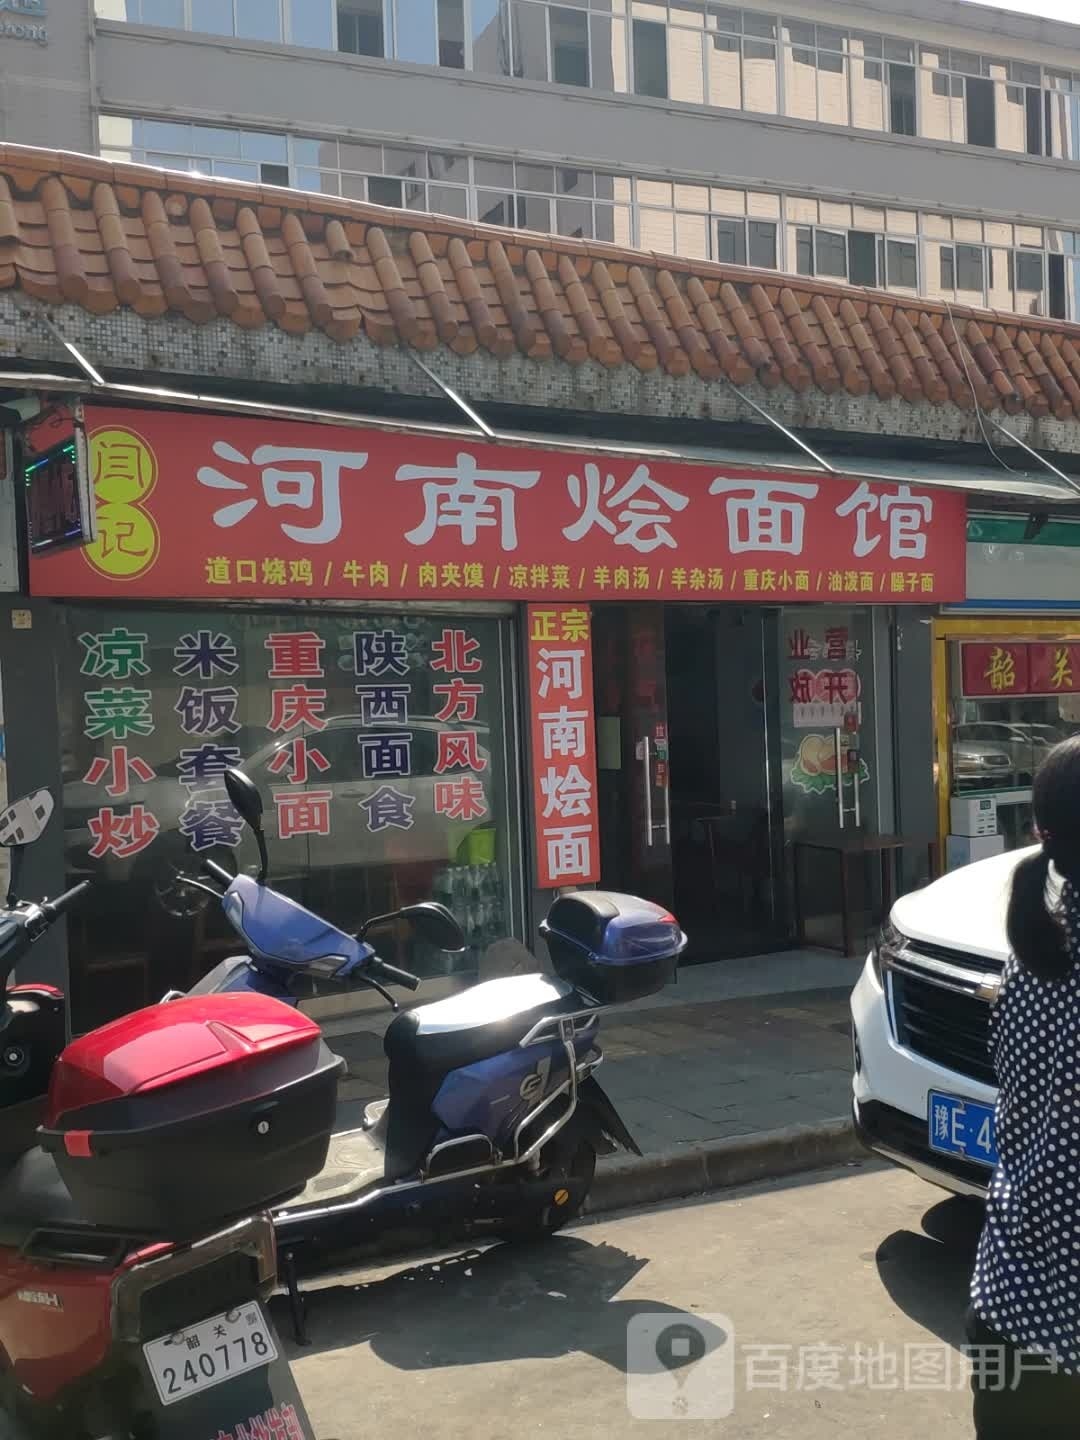 erong
闫记
河南烩面馆
道口烧鸡 / 牛肉 / 肉夹馍 / 凉拌菜 / 羊肉汤 / 羊杂汤 / 重庆小面 / 油泼面 / 臊子面
凉菜小炒
米饭套餐
重庆小面
陕西面食
北方风味
正宗
河南烩面
营业
开放
韶关
豫E·4
韶关
240778
百度地图用户